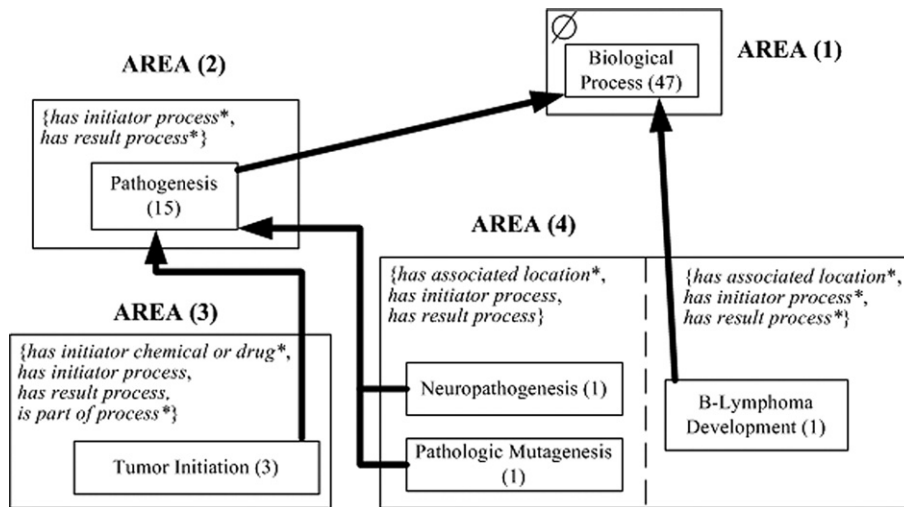 AREA (1)
∅
Biological
Process (47)
AREA (2)
{has initiator process*,
has result process*}
Pathogenesis
(15)
AREA (3)
{has initiator chemical or drug*,
has initiator process,
has result process,
is part of process*}
Tumor Initiation (3)
AREA (4)
{has associated location*,
has initiator process,
has result process}
Neuropathogenesis (1)
Pathologic Mutagenesis
(1)
{has associated location*,
has initiator process*,
has result process*}
B-Lymphoma
Development (1)